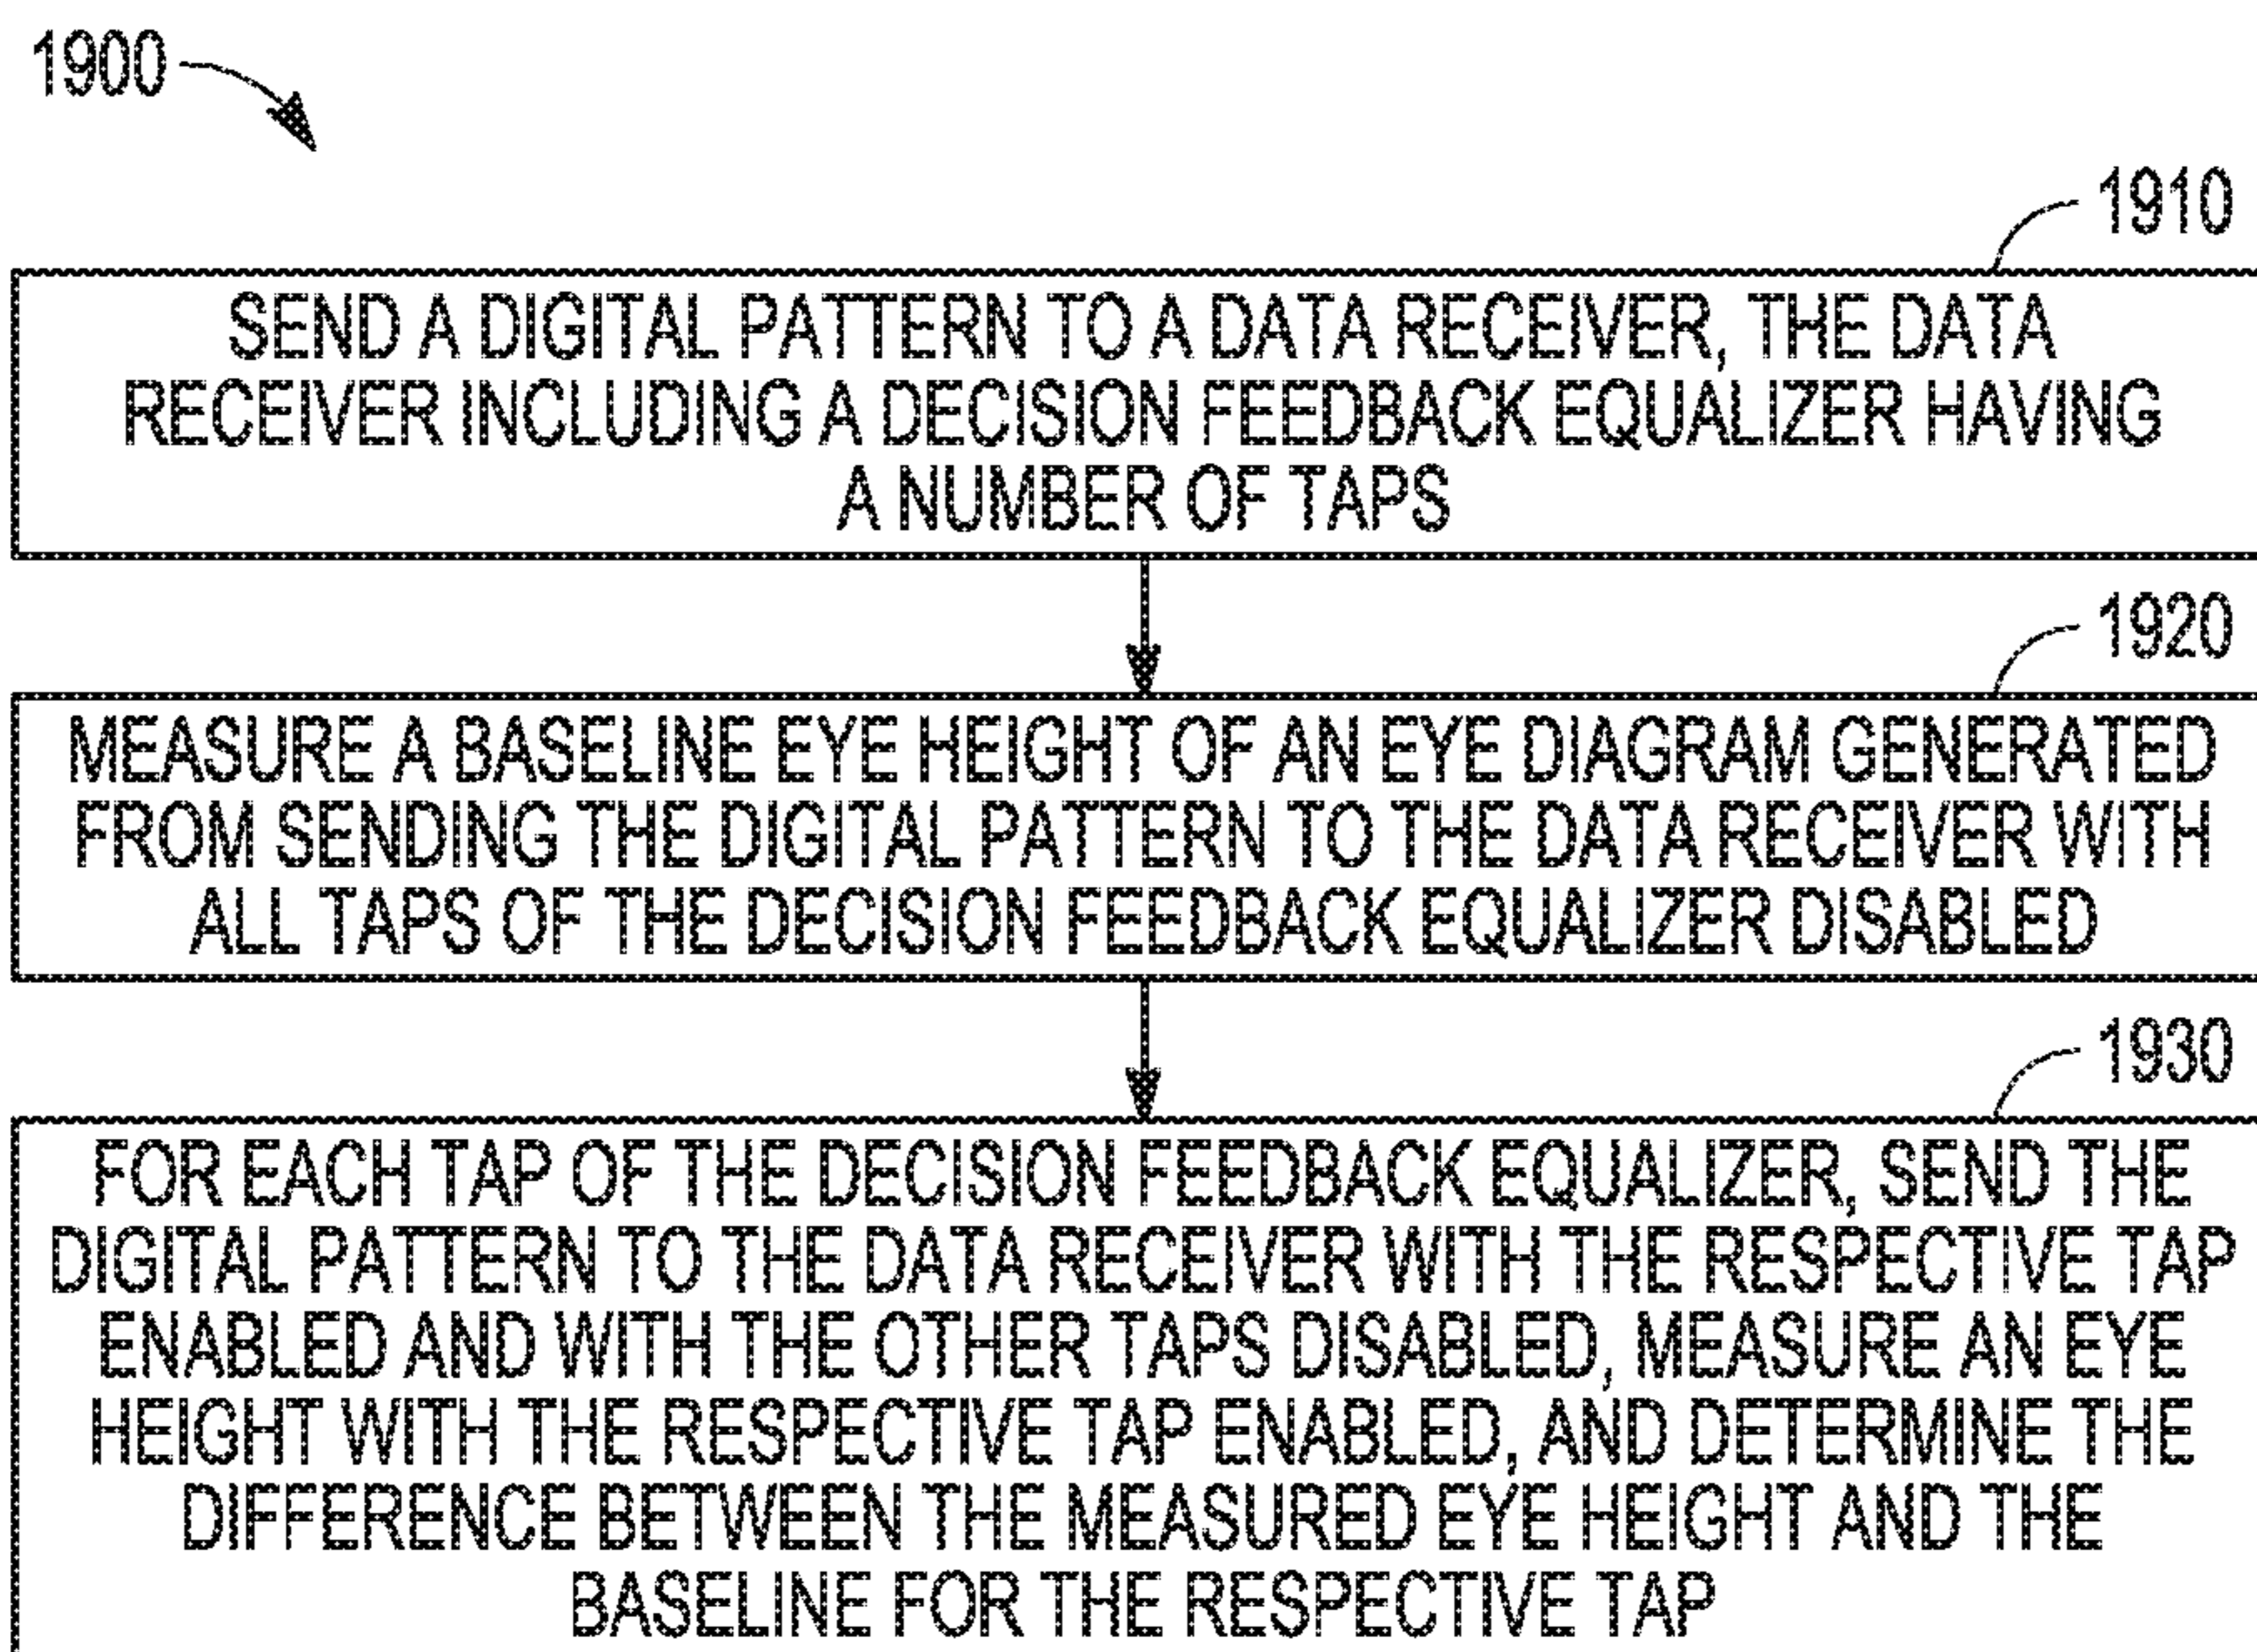 1900
1910
SEND A DIGITAL PATTERN TO A DATA RECEIVER, THE DATA
RECEIVER INCLUDING A DECISION FEEDBACK EQUALIZER HAVING
A NUMBER OF TAPS
1920
MEASURE A BASELINE EYE HEIGHT OF AN EYE DIAGRAM GENERATED
FROM SENDING THE DIGITAL PATTERN TO THE DATA RECEIVER WITH
ALL TAPS OF THE DECISION FEEDBACK EQUALIZER DISABLED
1930
FOR EACH TAP OF THE DECISION FEEDBACK EQUALIZER, SEND THE
DIGITAL PATTERN TO THE DATA RECEIVER WITH THE RESPECTIVE TAP
ENABLED AND WITH THE OTHER TAPS DISABLED, MEASURE AN EYE
HEIGHT WITH THE RESPECTIVE TAP ENABLED, AND DETERMINE THE
DIFFERENCE BETWEEN THE MEASURED EYE HEIGHT AND THE
BASELINE FOR THE RESPECTIVE TAP